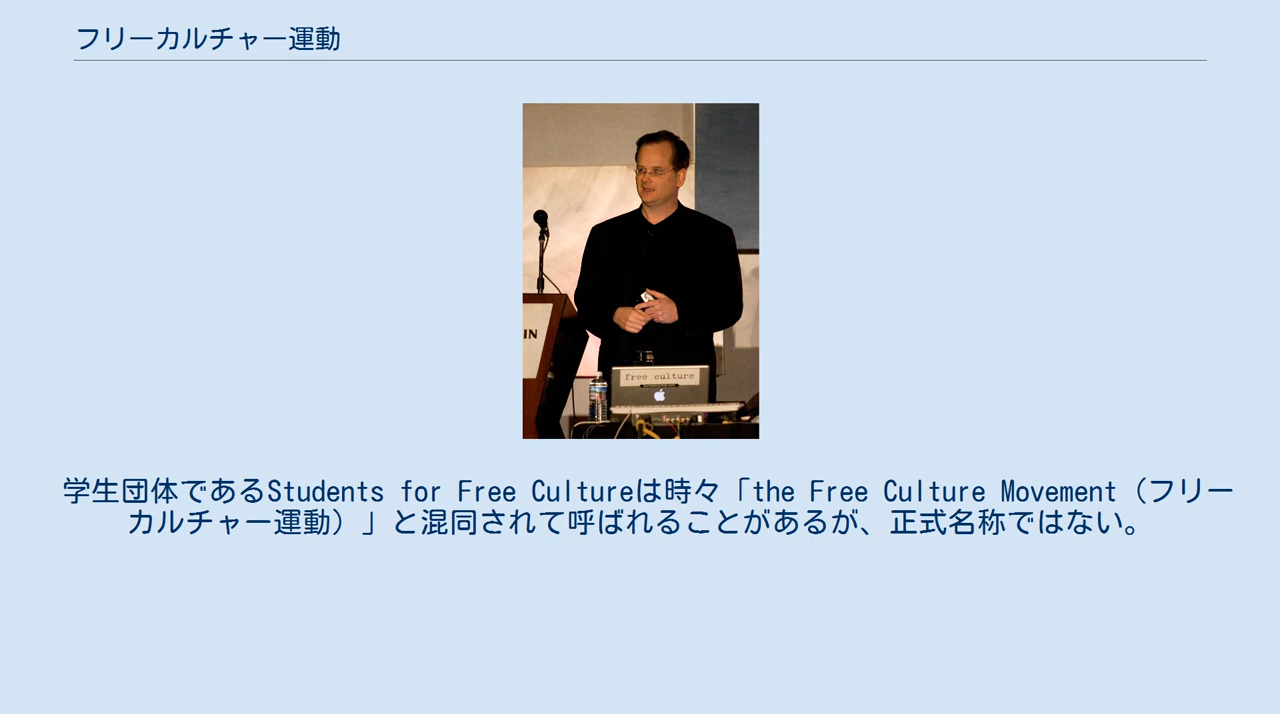 フリーカルチャー運動
IN
free culture
学生団体であるStudents for Free Cultureは時々「the Free Culture Movement（フリー
カルチャー運動）」と混同されて呼ばれることがあるが、正式名称ではない。